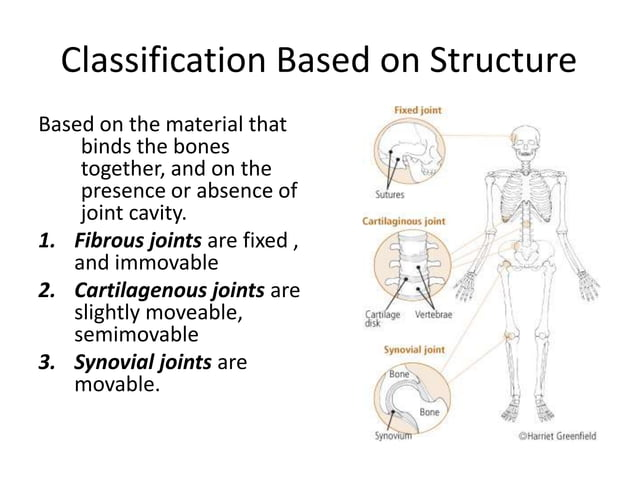 Classification Based on Structure
Based on the material that
binds the bones
together, and on the
presence or absence of
joint cavity.
1. Fibrous joints are fixed ,
and immovable
2. Cartilagenous joints are
slightly moveable,
semimovable
3. Synovial joints are
movable.
Fixed joint
Sutures
Cartilaginous joint
Cartilage
disk
Vertebrae
Synovial joint
Bone
Bone
Synovium
©Harriet Greenfield